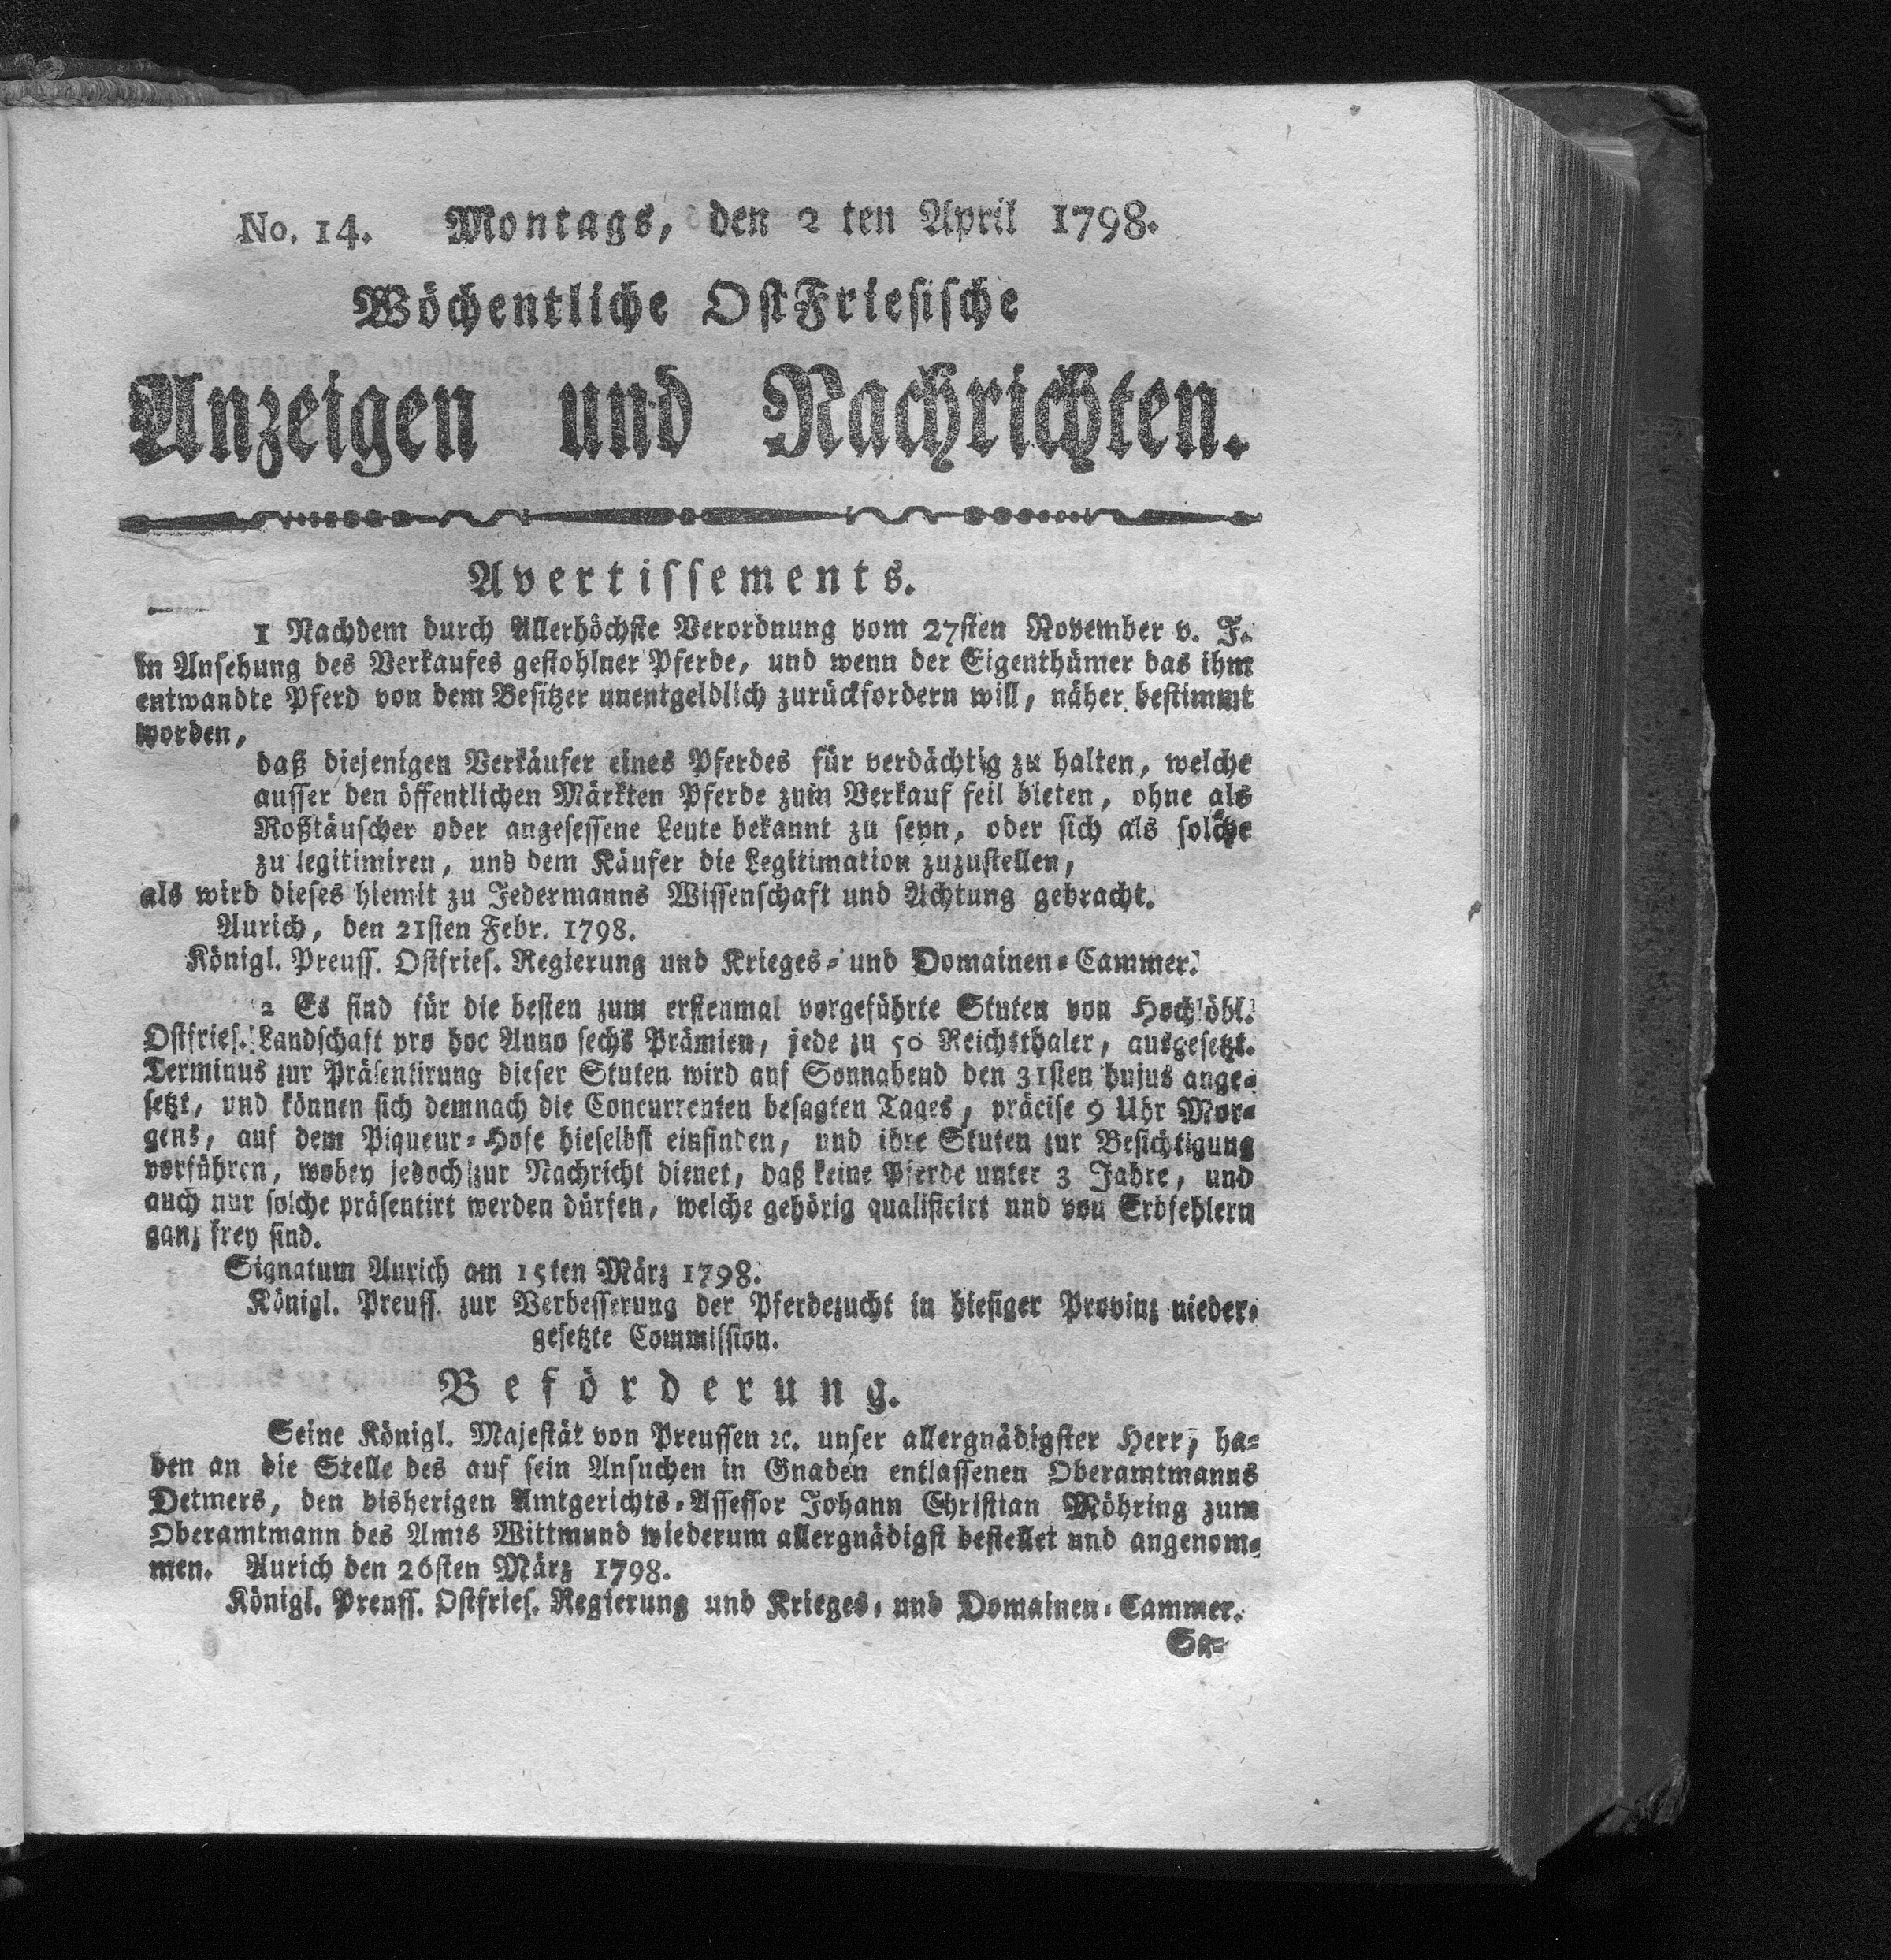 No. 14. Montags, den 2 ten April 1798.
Wöchentliche OstFriesische
Anzeigen und Nachrichten.
Avertissements.
1 Nachdem durch Allerhöchste Verordnung vom 27sten November v. J.
in Ansehung des Verkaufes gestohlner Pferde, und wenn der Eigenthümer das ihm
entwandte Pferd von dem Besitzer unentgeldlich zurückfordern will, näher bestimmt
worden,
daß diejenigen Verkäufer eines Pferdes für verdächtig zu halten, welche
ausser den öffentlichen Märkten Pferde zum Verkauf feil bieten, ohne als
Roßtäuscher oder angesessene Leute bekannt zu seyn, oder sich als solche
zu legitimiren, und dem Käufer die Legitimation zuzustellen,
als wird dieses hiemit zu Jedermanns Wissenschaft und Achtung gebracht.
Aurich, den 21sten Febr. 1798.
Königl. Preuss. Ostfries. Regierung und Krieges- und Domainen-Cammer.
2 Es sind für die besten zum erstenmal vorgeführte Stuten von Hochlöbl.
Ostfries. Landschaft pro hoc Anno sechs Prämien, jede zu 50 Reichsthaler, ausgesetzt.
Terminus zur Präsentirung dieser Stuten wird auf Sonnabend den 31sten hujus ange-
setzt, und können sich demnach die Concurrenten besagten Tages, präcise 9 Uhr Mor-
gens, auf dem Piqueur-Hofe hieselbst einfinden, und ihre Stuten zur Besichtigung
vorführen, wobey jedoch zur Nachricht dienet, daß keine Pferde unter 3 Jahre, und
auch nur solche präsentirt werden dürfen, welche gehörig qualificirt und von Erbfehlern
ganz frey sind.
Signatum Aurich am 15ten März 1798.
Königl. Preuss. zur Verbesserung der Pferdezucht in hiesiger Provinz nieder-
gesetzte Commission.
Beförderung.
Seine Königl. Majestät von Preussen ꝛc. unser allergnädigster Herr, ha-
ben an die Stelle des auf sein Ansuchen in Gnaden entlassenen Oberamtmanns
Detmers, den bisherigen Amtgerichts-Assessor Johann Christian Möhring zum
Oberamtmann des Amts Wittmund wiederum allergnädigst bestellet und angenom-
men. Aurich den 26sten März 1798.
Königl. Preuss. Ostfries. Regierung und Krieges- und Domainen-Cammer.
Sa-